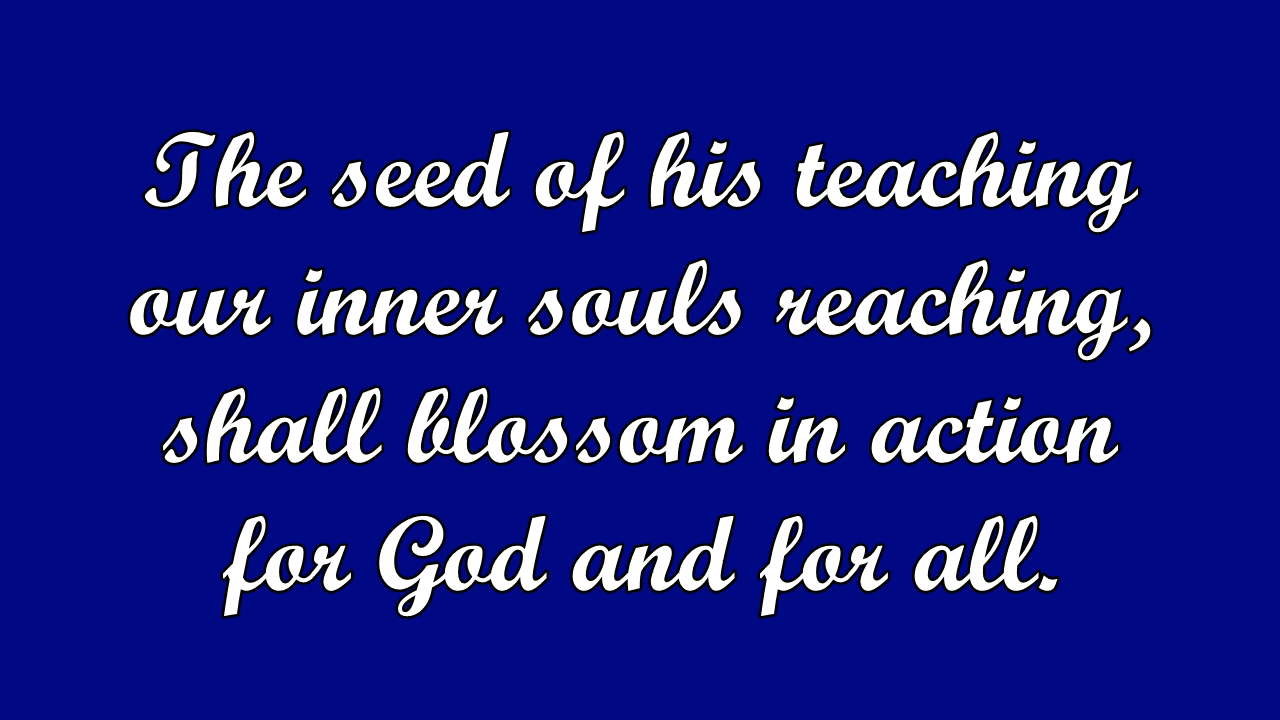 The seed of his teaching
our inner souls reaching,
shall blossom in action
for God and for all.